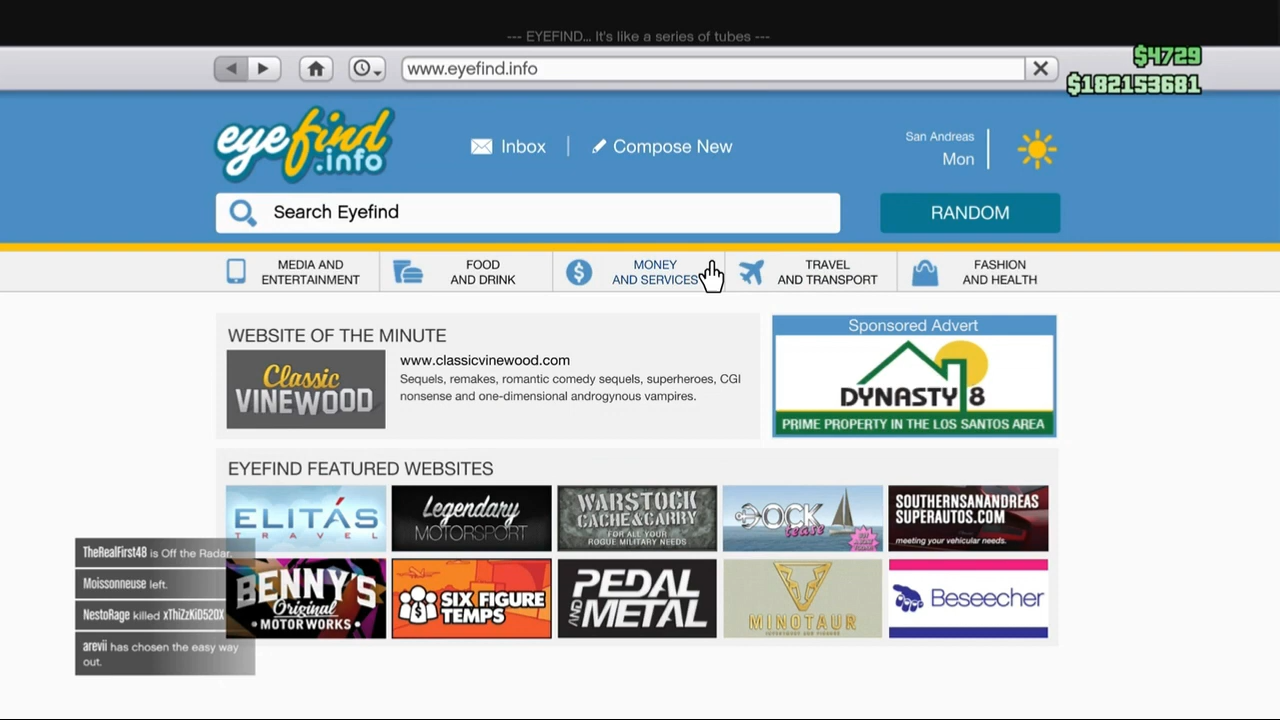 --- EYEFIND... It's like a series of tubes ---
www.eyefind.info
$4729
$182153681
eyefind
.info
Inbox
Compose New
San Andreas
Mon
Search Eyefind
RANDOM
MEDIA AND
ENTERTAINMENT
FOOD
AND DRINK
MONEY
AND SERVICES
TRAVEL
AND TRANSPORT
FASHION
AND HEALTH
WEBSITE OF THE MINUTE
Classic
VINEWOOD
www.classicvinewood.com
Sequels, remakes, romantic comedy sequels, superheroes, CGI
nonsense and one-dimensional androgynous vampires.
Sponsored Advert
DYNASTY 8
PRIME PROPERTY IN THE LOS SANTOS AREA
EYEFIND FEATURED WEBSITES
ELITÁS
TRAVEL
Legendary
MOTORSPORT
WARSTOCK
CACHE&CARRY
FOR ALL YOUR
ROGUE MILITARY NEEDS
DOCK
tease
SOUTHERNSANANDREAS
SUPERAUTOS.COM
meeting your vehicular needs.
BENNY'S
Original
MOTOR WORKS
SIX FIGURE
TEMPS
PEDAL
AND
METAL
MINOTAUR
Beseecher
TheRealFirst48 is Off the Radar.
Moissonneuse left.
NestoRage killed xThiZzKiD520X
arevii has chosen the easy way
out.